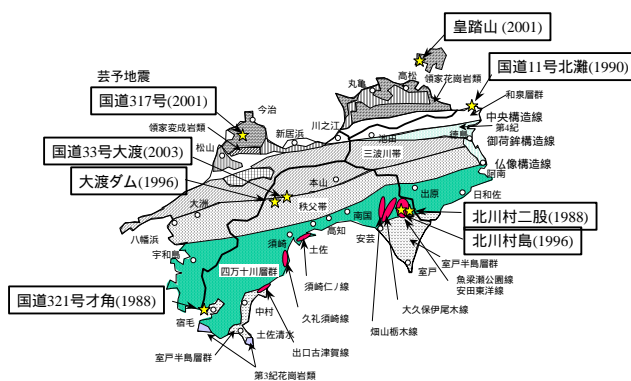 皇踏山 (2001)
国道11号北灘(1990)
芸予地震
国道317号(2001)
国道33号大渡
(2003)
大渡ダム
(1996)
国道321号才角(1988)
北川村二股(1988)
北川村島(1996)
丸亀
高松
領家花崗岩類
和泉層群
中央構造線
第4紀
徳島
御荷鉾構造線
仏像構造線
阿南
日和佐
今治
領家変成岩類
松山
新居浜
川之江
池田
三波川帯
本山
秩父帯
大洲
八幡浜
宇和島
四万十川層群
須崎
高知
南国
土佐
安芸
出原
室戸
室戸半島層群
魚梁瀬公園線
安田東洋線
大久保伊尾木線
畑山栃木線
須崎仁ノ線
久礼須崎線
中村
宿毛
土佐清水
出口古津賀線
室戸半島層群
第3紀花崗岩類